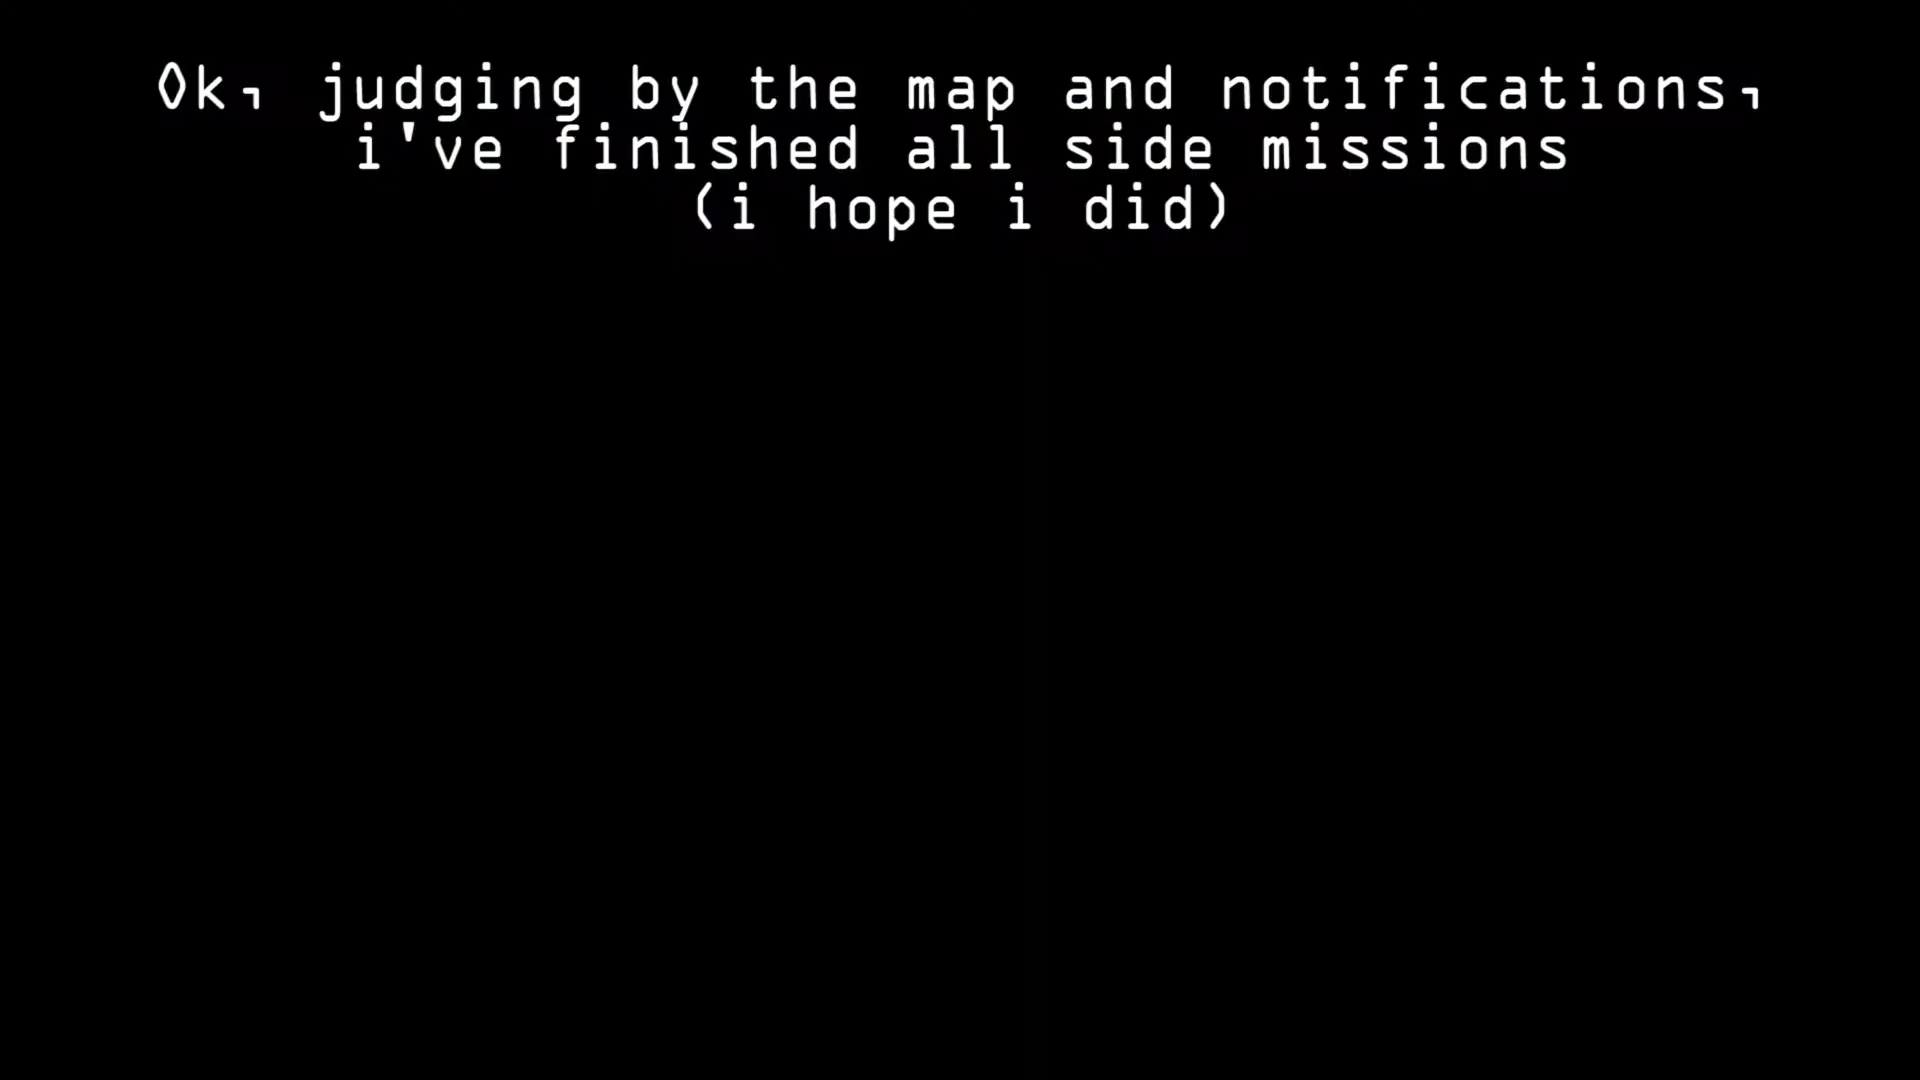 Ok, judging by the map and notifications,
i've finished all side missions
(i hope i did)